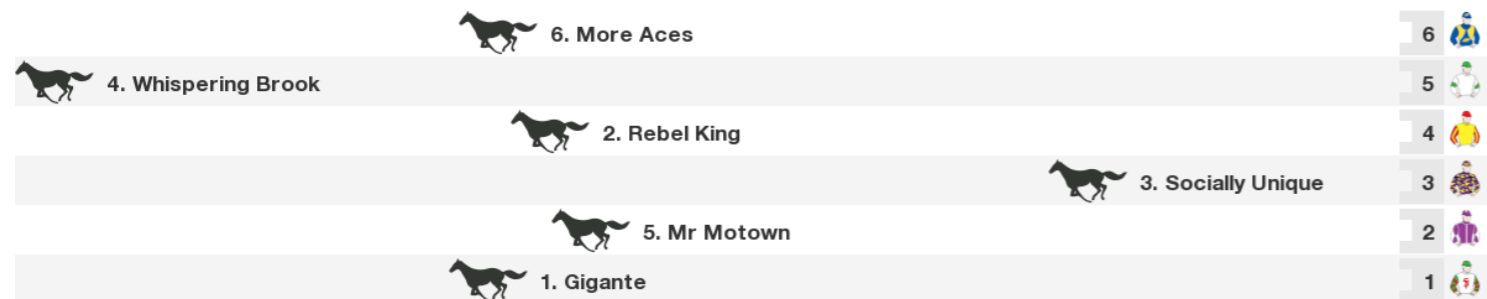 6. More Aces 6
4. Whispering Brook 5
2. Rebel King 4
3. Socially Unique 3
5. Mr Motown 2
1. Gigante 1